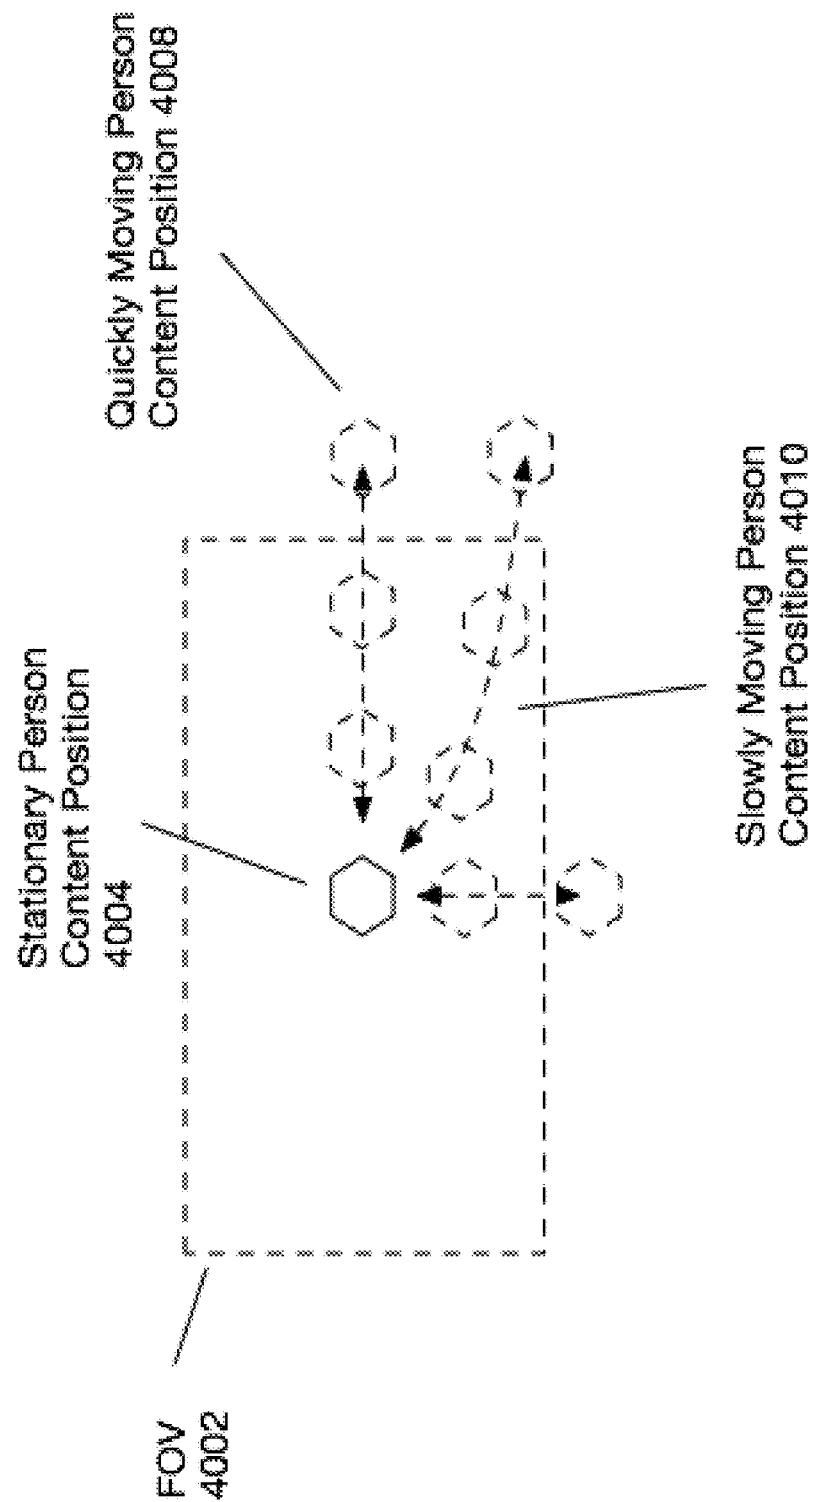 FOV
4002
Stationary Person
Content Position
4004
Quickly Moving Person
Content Position 4008
Slowly Moving Person
Content Position 4010